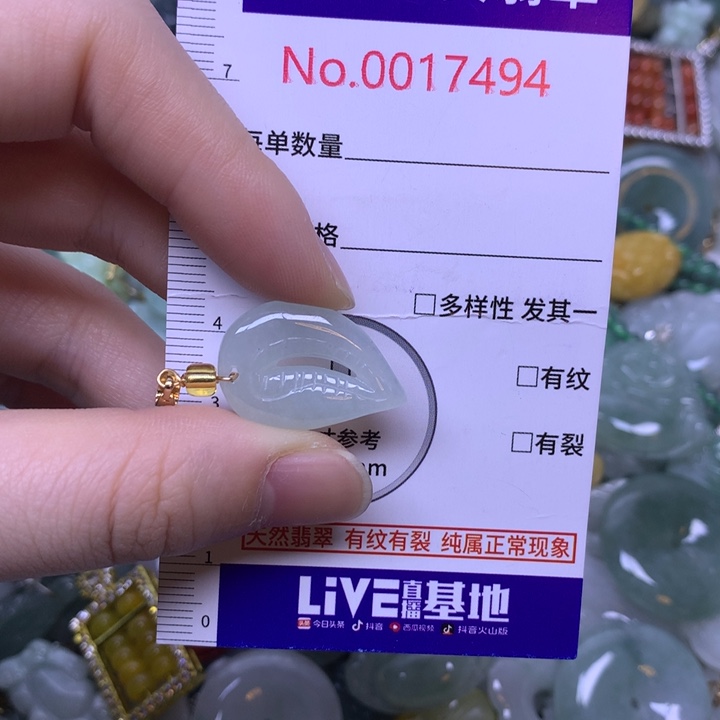 7
No.0017494
单数量
格
4
□多样性 发其一
□有纹
3
□有裂
寸参考
mm
天然翡翠 有纹有裂 纯属正常现象
1
LiVE直播基地
0
今日头条 抖音 西瓜视频 抖音火山版